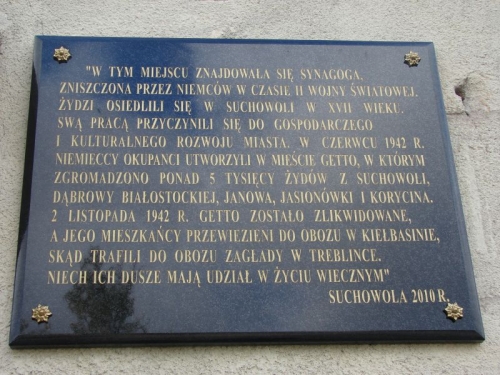 "W TYM MIEJSCU ZNAJDOWAŁA SIĘ SYNAGOGA,
ZNISZCZONA PRZEZ NIEMCÓW W CZASIE II WOJNY ŚWIATOWEJ.
ŻYDZI OSIEDLILI SIĘ W SUCHOWOLI W XVII WIEKU.
SWĄ PRACĄ PRZYCZYNILI SIĘ DO GOSPODARCZEGO
I KULTURALNEGO ROZWOJU MIASTA. W CZERWCU 1942 R.
NIEMIECCY OKUPANCI UTWORZYLI W MIEŚCIE GETTO, W KTÓRYM
ZGROMADZONO PONAD 5 TYSIĘCY ŻYDÓW Z SUCHOWOLI,
DĄBROWY BIAŁOSTOCKIEJ, JANOWA, JASIONÓWKI I KORYCINA.
2 LISTOPADA 1942 R. GETTO ZOSTAŁO ZLIKWIDOWANE,
A JEGO MIESZKAŃCY PRZEWIEZIENI DO OBOZU W KIEŁBASINIE,
SKĄD TRAFILI DO OBOZU ZAGŁADY W TREBLINCE.
NIECH ICH DUSZE MAJĄ UDZIAŁ W ŻYCIU WIECZNYM"
SUCHOWOLA 2010 R.